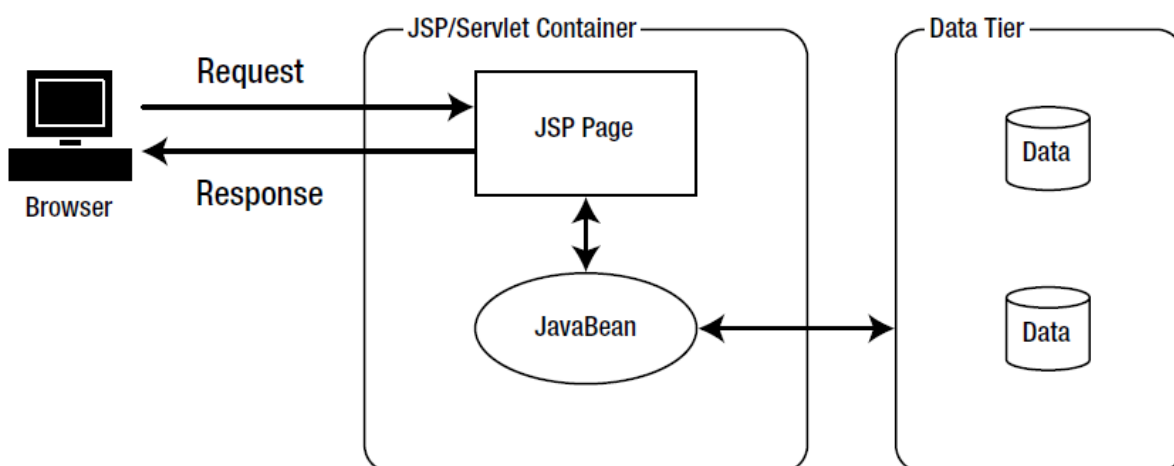 JSP/Servlet Container
Data Tier
Request
JSP Page
Data
Response
Browser
JavaBean
Data